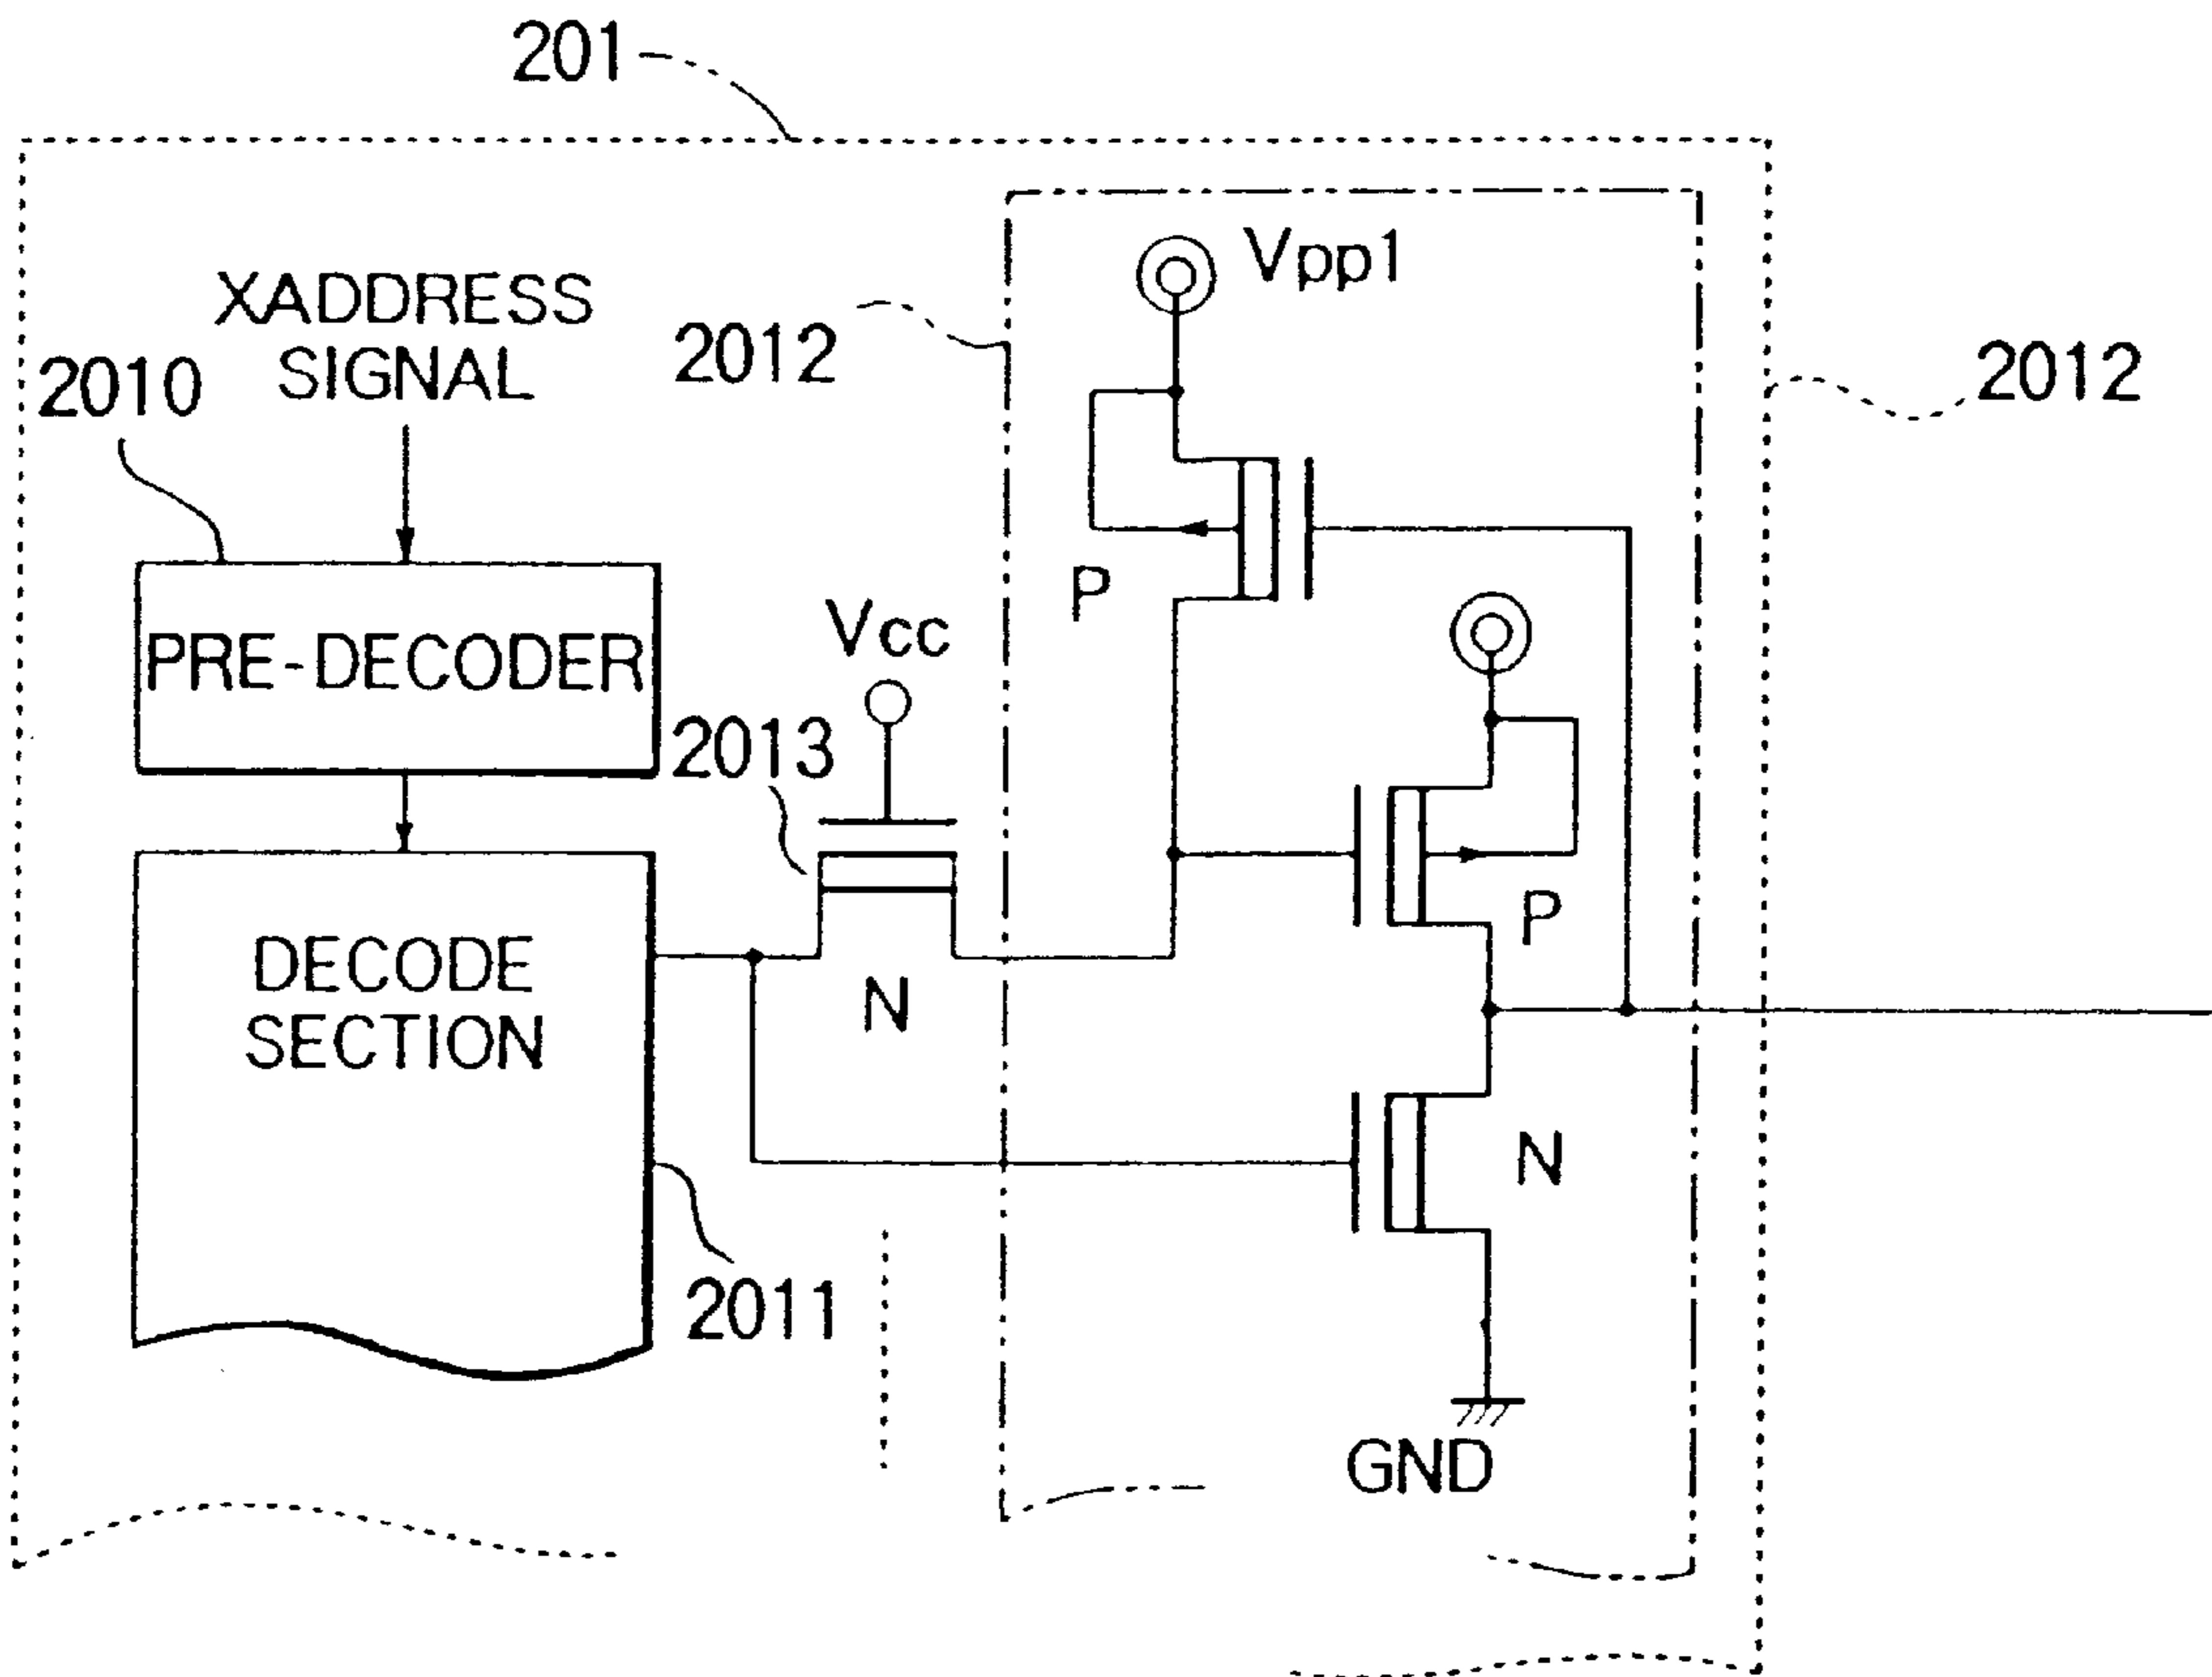 201
Vpp1
XADDRESS
SIGNAL
2012
2012
2010
P
PRE-DECODER
Vcc
2013
P
DECODE
SECTION
N
N
2011
GND